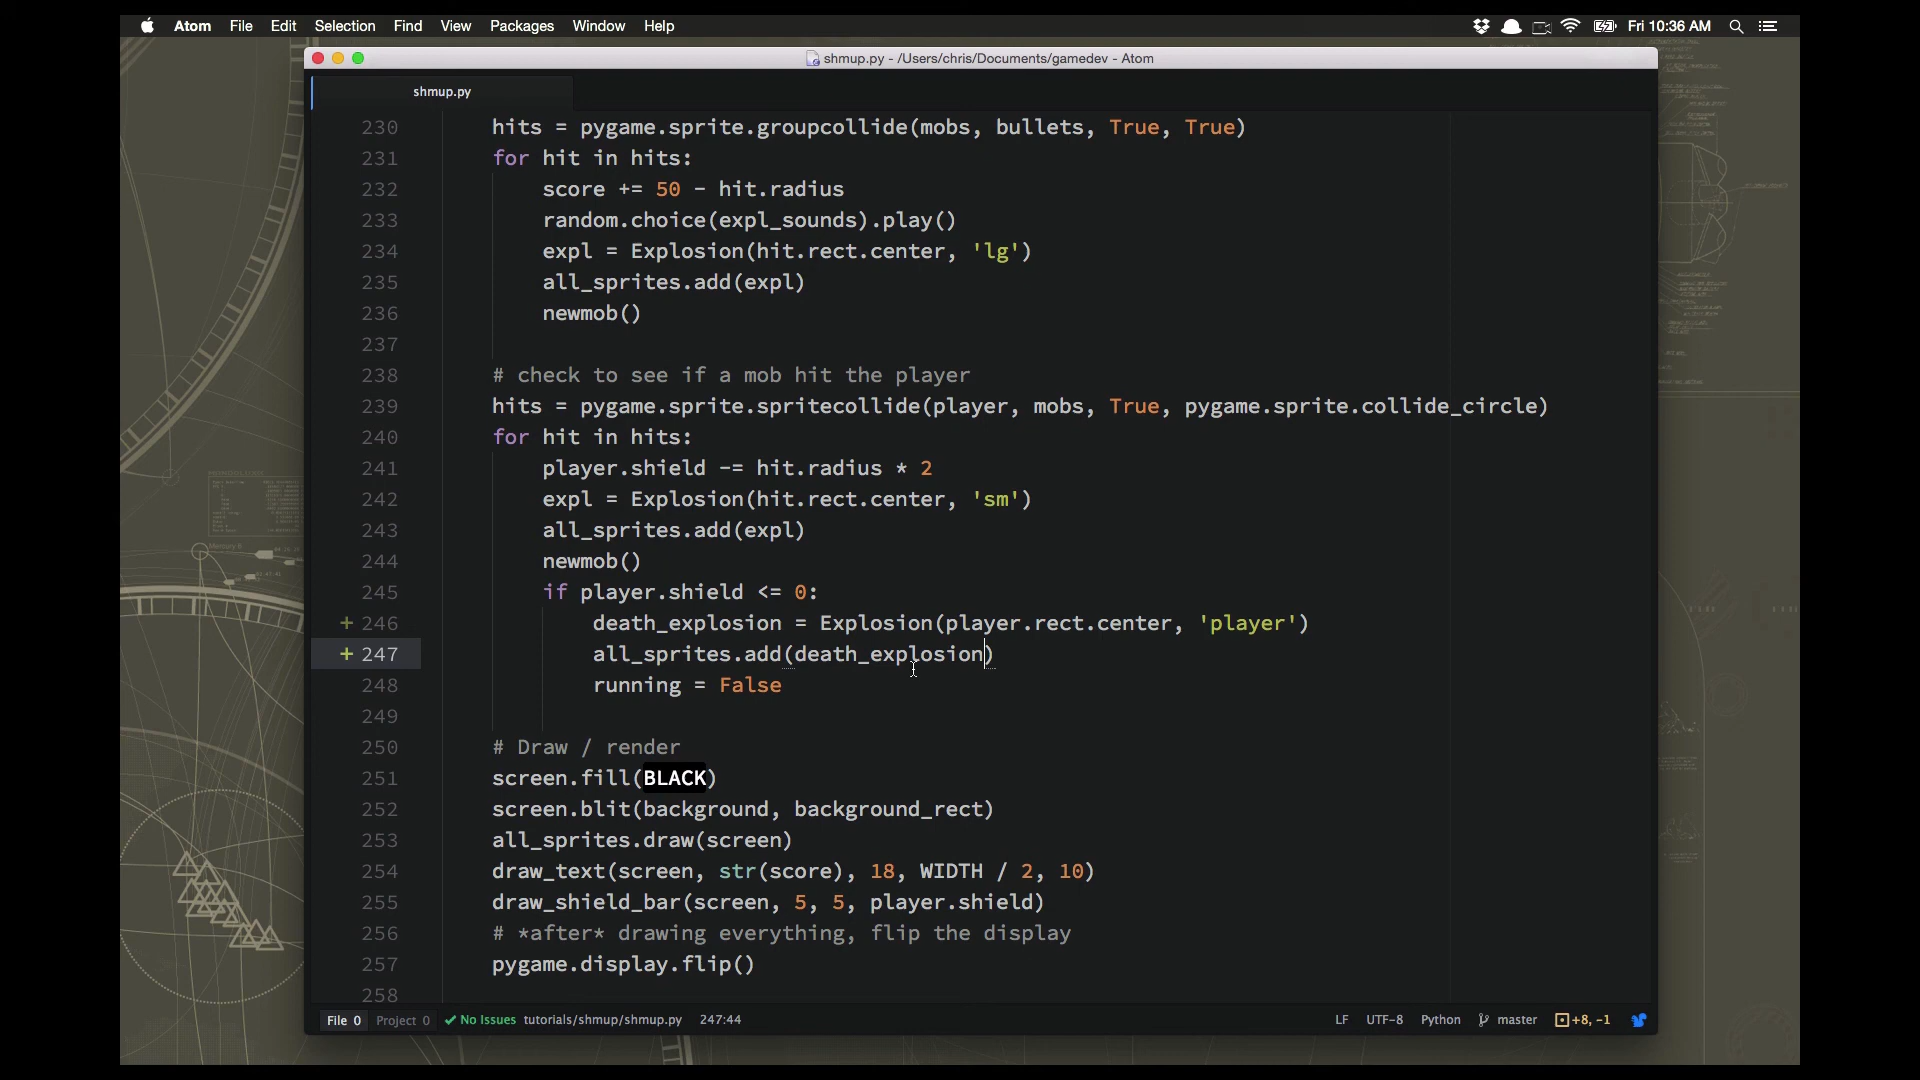 Atom File Edit Selection Find View Packages Window Help Fri 10:36 AM
shmup.py - /Users/chris/Documents/gamedev - Atom
shmup.py
230 hits = pygame.sprite.groupcollide(mobs, bullets, True, True)
231 for hit in hits:
232 score += 50 - hit.radius
233 random.choice(expl_sounds).play()
234 expl = Explosion(hit.rect.center, 'lg')
235 all_sprites.add(expl)
236 newmob()
237
238 # check to see if a mob hit the player
239 hits = pygame.sprite.spritecollide(player, mobs, True, pygame.sprite.collide_circle)
240 for hit in hits:
241 player.shield -= hit.radius * 2
242 expl = Explosion(hit.rect.center, 'sm')
243 all_sprites.add(expl)
244 newmob()
245 if player.shield <= 0:
+ 246 death_explosion = Explosion(player.rect.center, 'player')
+ 247 all_sprites.add(death_explosion)
248 running = False
249
250 # Draw / render
251 screen.fill(BLACK)
252 screen.blit(background, background_rect)
253 all_sprites.draw(screen)
254 draw_text(screen, str(score), 18, WIDTH / 2, 10)
255 draw_shield_bar(screen, 5, 5, player.shield)
256 # *after* drawing everything, flip the display
257 pygame.display.flip()
258
File 0 Project 0 No Issues tutorials/shmup/shmup.py 247:44 LF UTF-8 Python master +8, -1